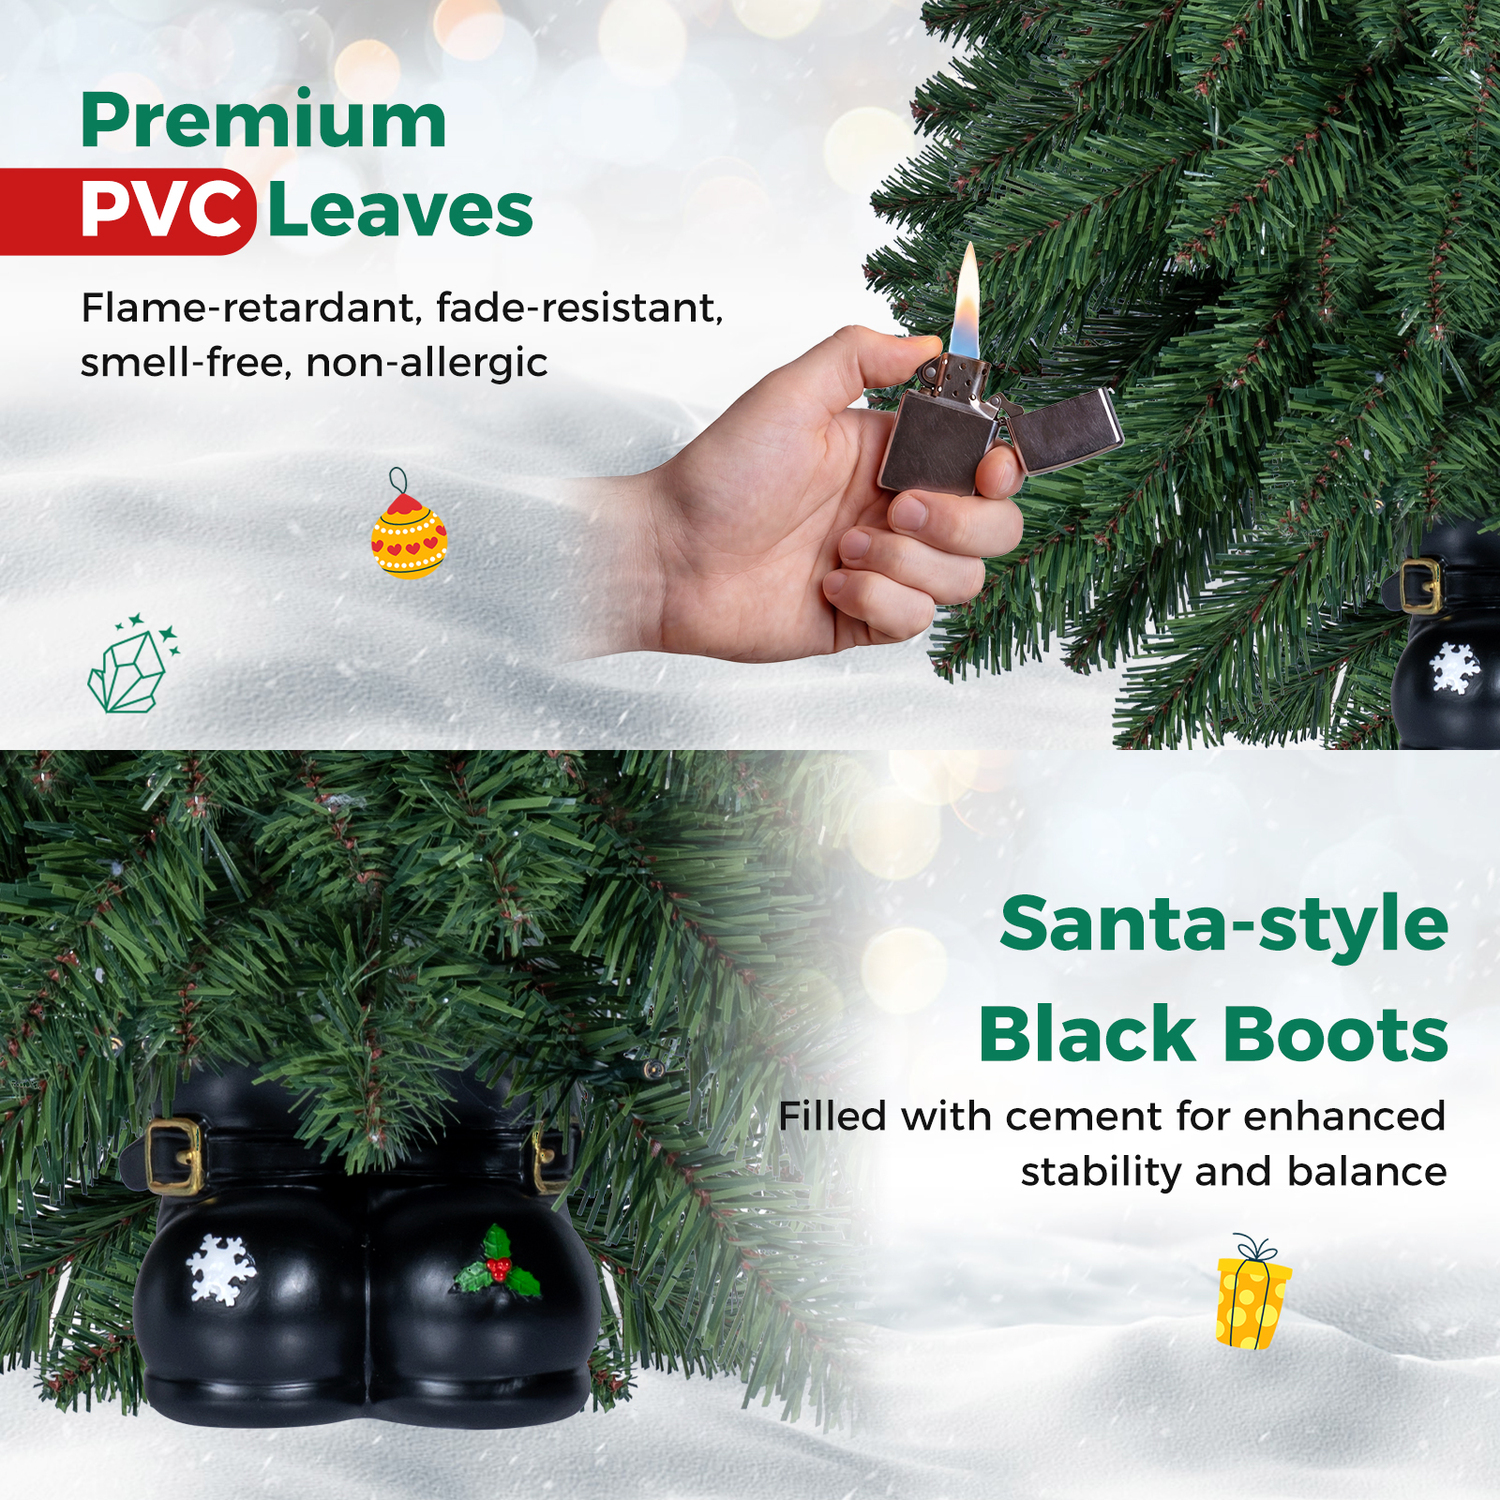 Premium
PVC Leaves
Flame-retardant, fade-resistant,
smell-free, non-allergic
Santa-style
Black Boots
Filled with cement for enhanced
stability and balance